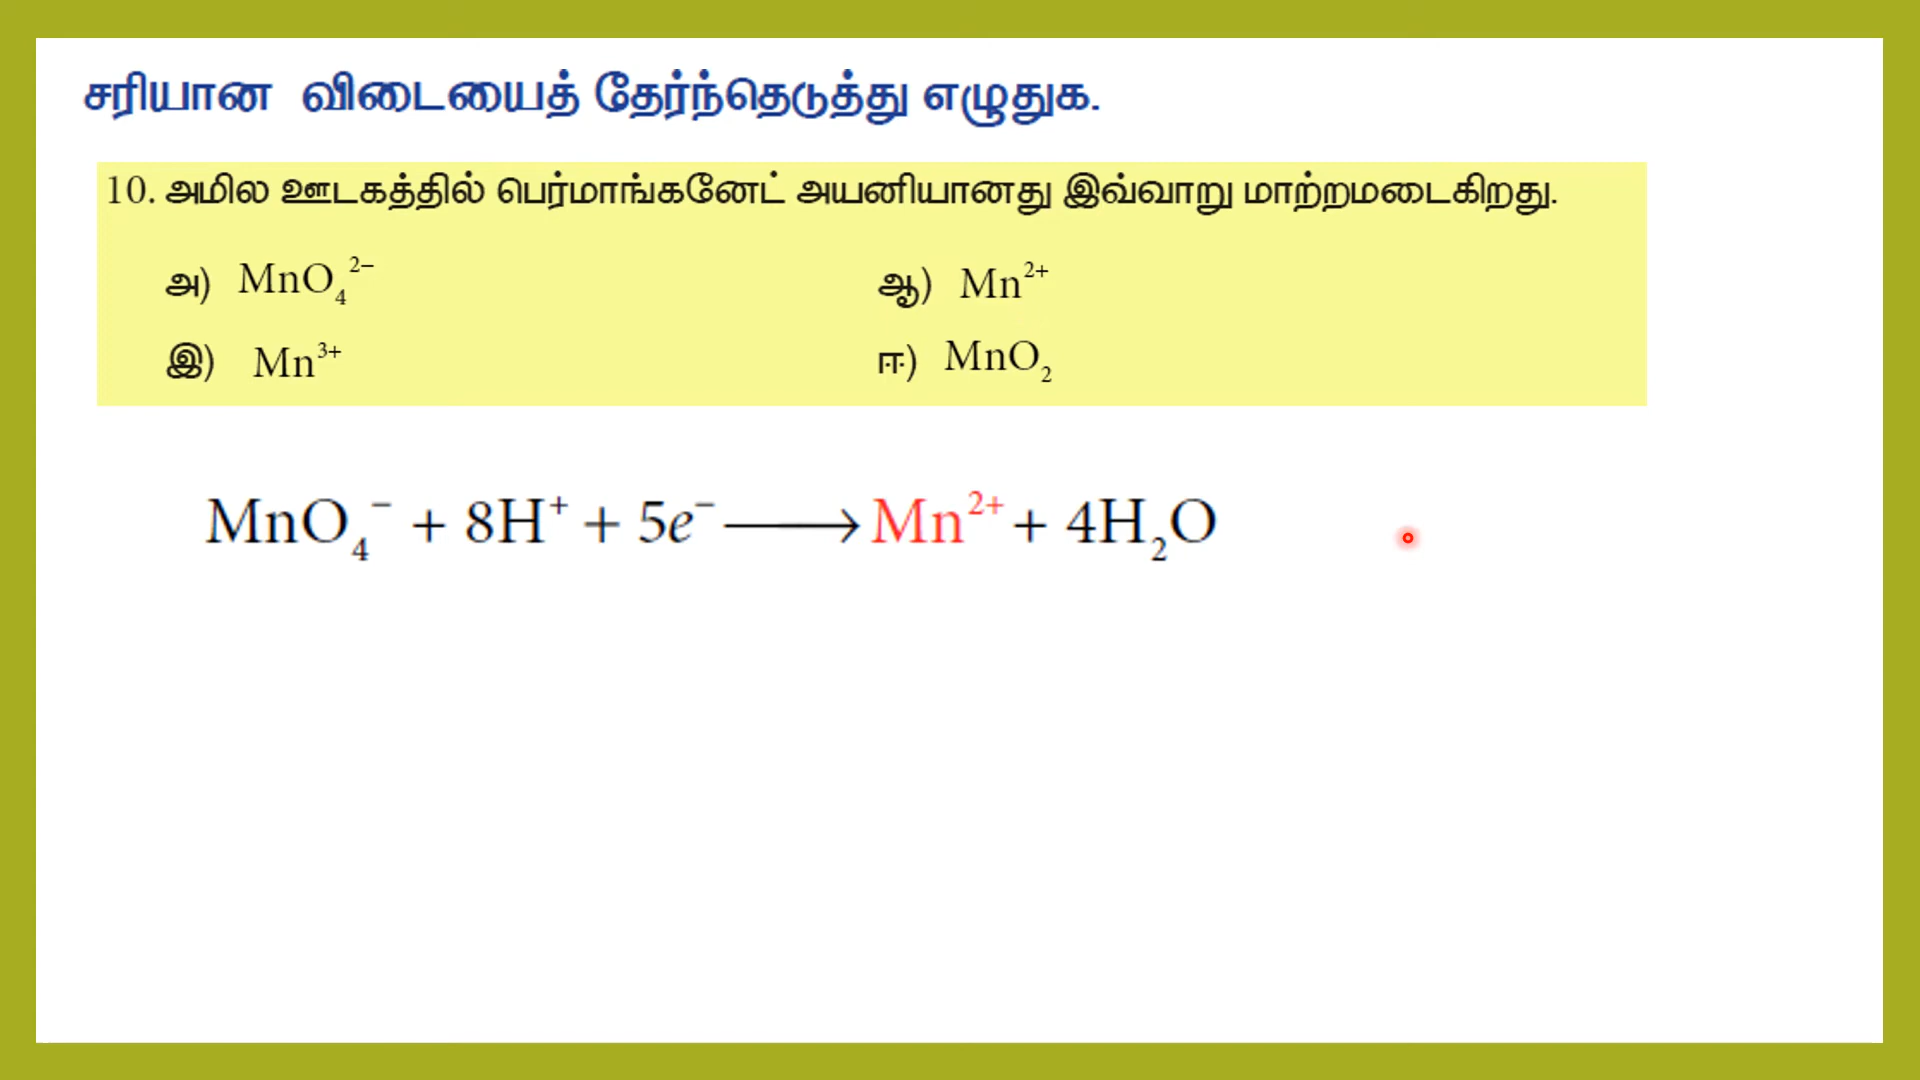 சரியான விடையைத் தேர்ந்தெடுத்து எழுதுக.
10. அமில ஊடகத்தில் பெர்மாங்கனேட் அயனியானது இவ்வாறு மாற்றமடைகிறது.
அ) MnO₄²⁻ ஆ) Mn²⁺
இ) Mn³⁺ ஈ) MnO₂
MnO₄⁻ + 8H⁺ + 5e⁻ ⟶ Mn²⁺ + 4H₂O